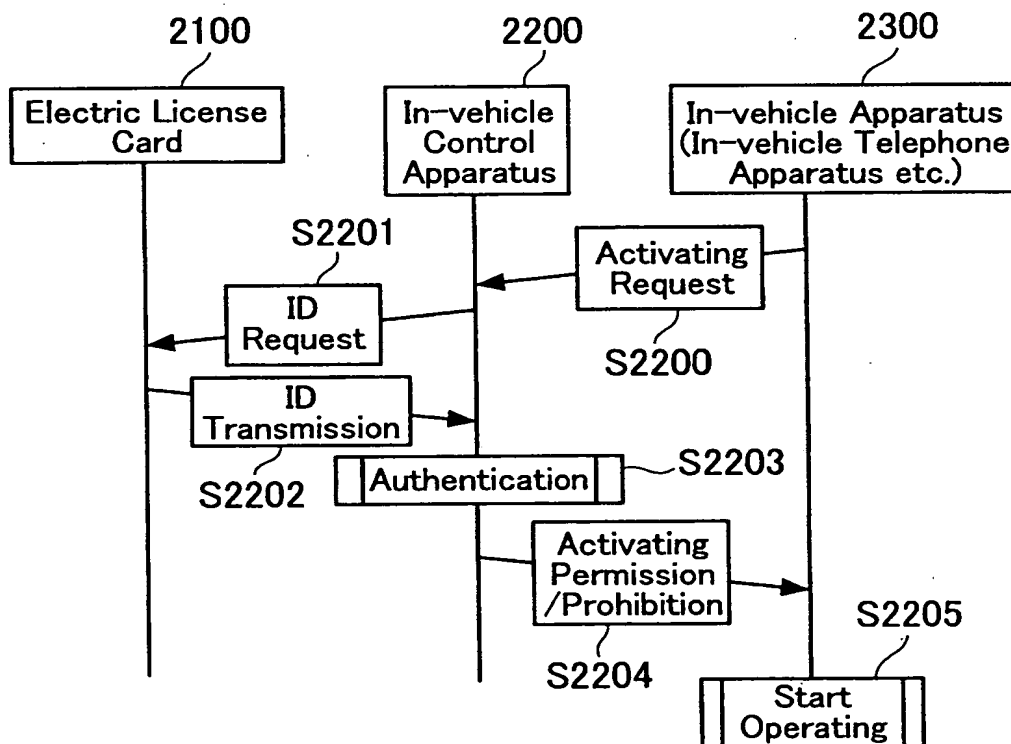 2100
2200
2300
Electric License
Card
In-vehicle
Control
Apparatus
In-vehicle Apparatus
(In-vehicle Telephone
Apparatus etc.)
S2201
Activating
Request
ID
Request
S2200
ID
Transmission
S2202
S2203
Authentication
Activating
Permission
/Prohibition
S2204
S2205
Start
Operating